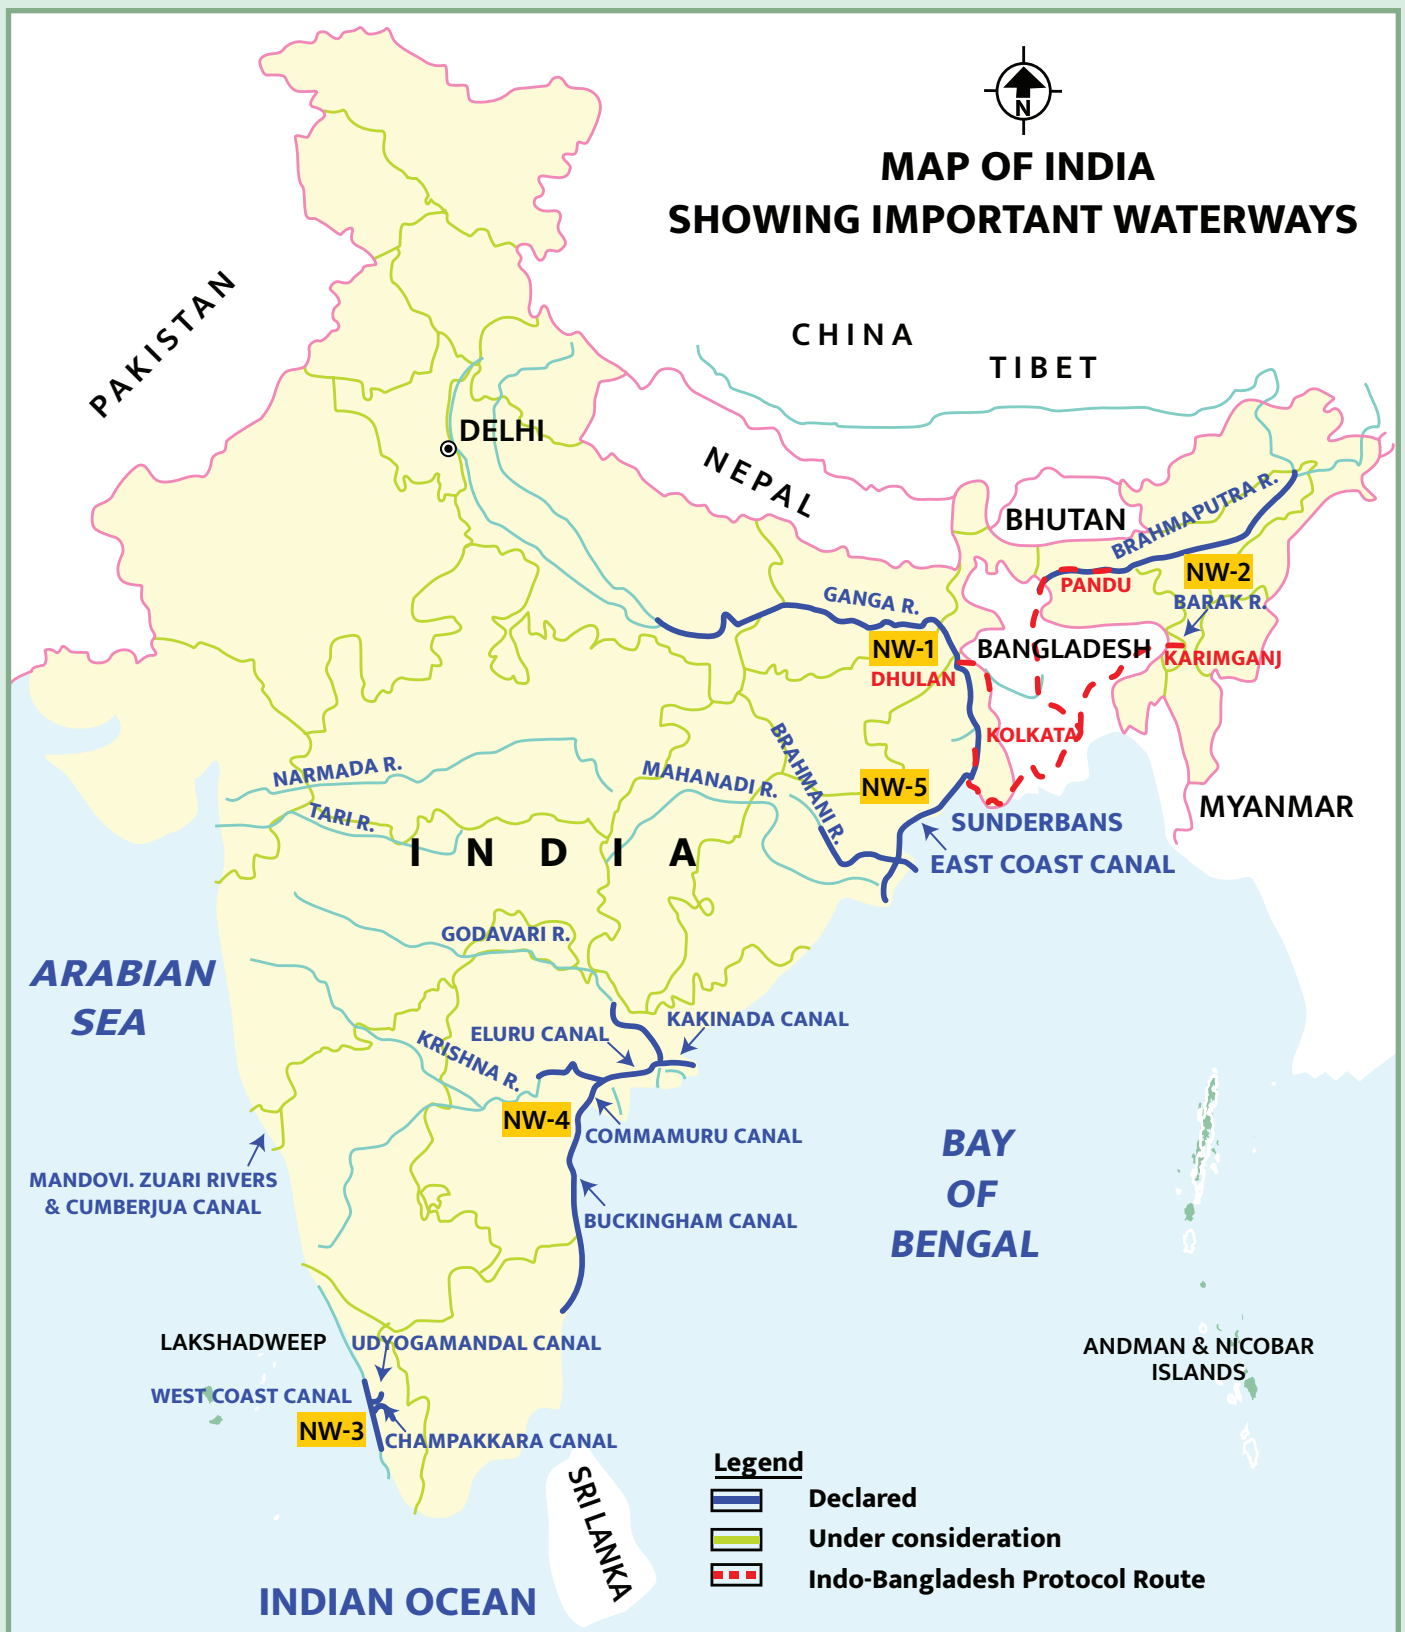 N
MAP OF INDIA
SHOWING IMPORTANT WATERWAYS
PAKISTAN
CHINA
TIBET
DELHI
NEPAL
BHUTAN
BRAHMAPUTRA R.
NW-2
PANDU
BARAK R.
GANGA R.
NW-1
BANGLADESH
KARIMGANJ
DHULAN
KOLKATA
NARMADA R.
MAHANADI R.
BRAHMANI R.
NW-5
TARI R.
MYANMAR
SUNDERBANS
INDIA
EAST COAST CANAL
GODAVARI R.
ARABIAN
SEA
KAKINADA CANAL
ELURU CANAL
KRISHNA R.
NW-4
COMMAMURU CANAL
BAY
OF
BENGAL
MANDOVI. ZUARI RIVERS
& CUMBERJUA CANAL
BUCKINGHAM CANAL
LAKSHADWEEP
UDYOGAMANDAL CANAL
ANDMAN & NICOBAR
ISLANDS
WEST COAST CANAL
NW-3
CHAMPAKKARA CANAL
SRI LANKA
Legend
Declared
Under consideration
Indo-Bangladesh Protocol Route
INDIAN OCEAN